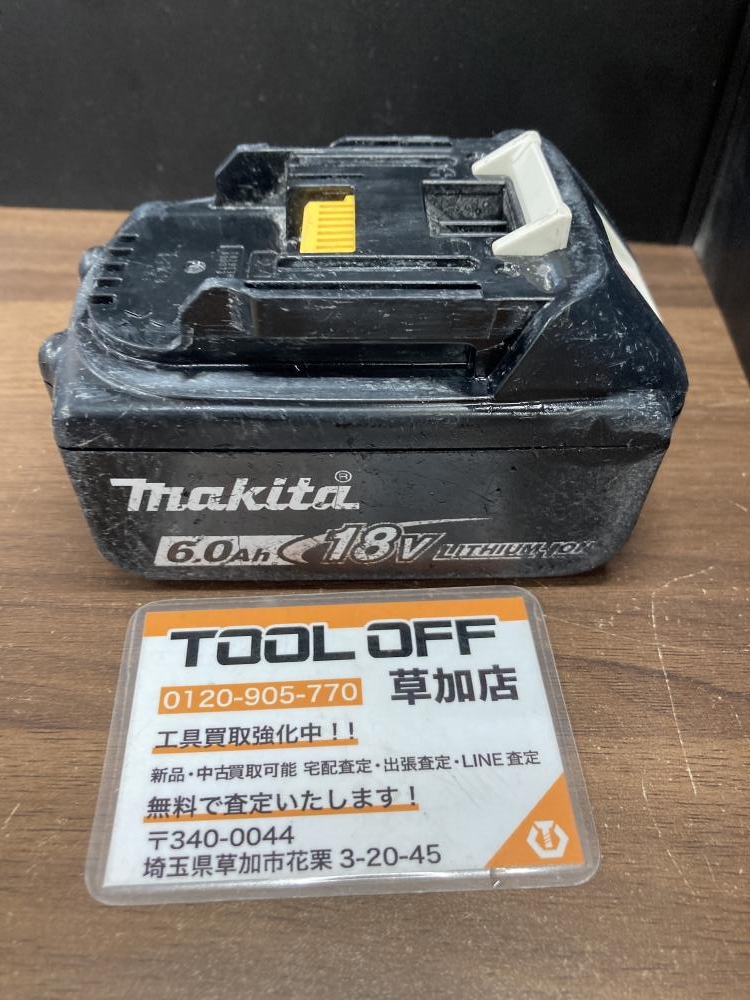 makita®
6.0Ah 18V LITHIUM-ION
TOOL OFF
0120-905-770 草加店
工具買取強化中！！
新品・中古買取可能 宅配査定・出張査定・LINE査定
無料で査定いたします！
〒340-0044
埼玉県草加市花栗 3-20-45